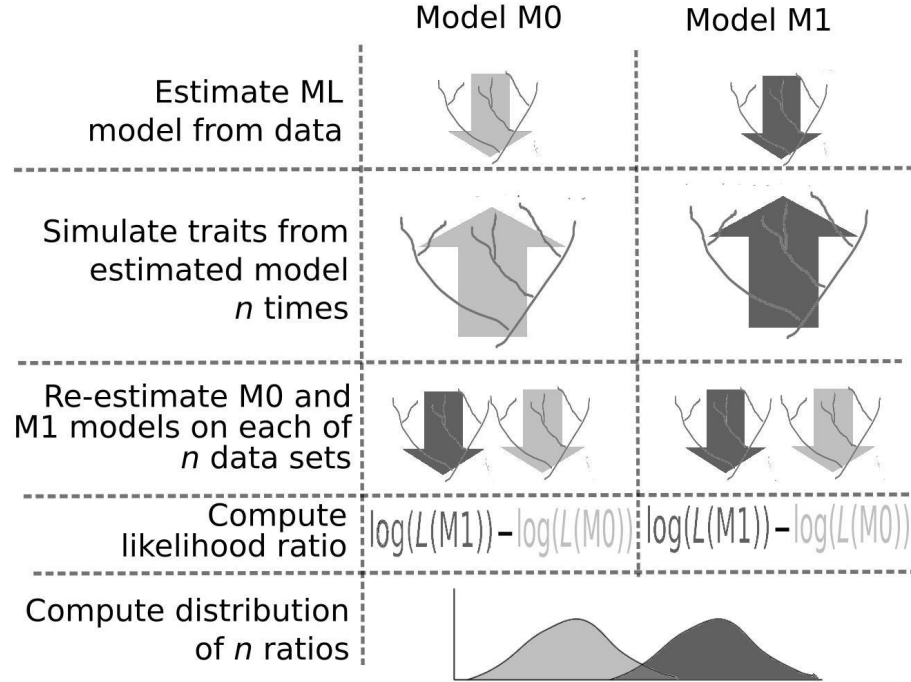 Model M0
Model M1
Estimate ML
model from data
Simulate traits from
estimated model
n times
Re-estimate M0 and
M1 models on each of
n data sets
Compute
likelihood ratio
log(L(M1)) – log(L(M0))
log(L(M1)) – log(L(M0))
Compute distribution
of n ratios